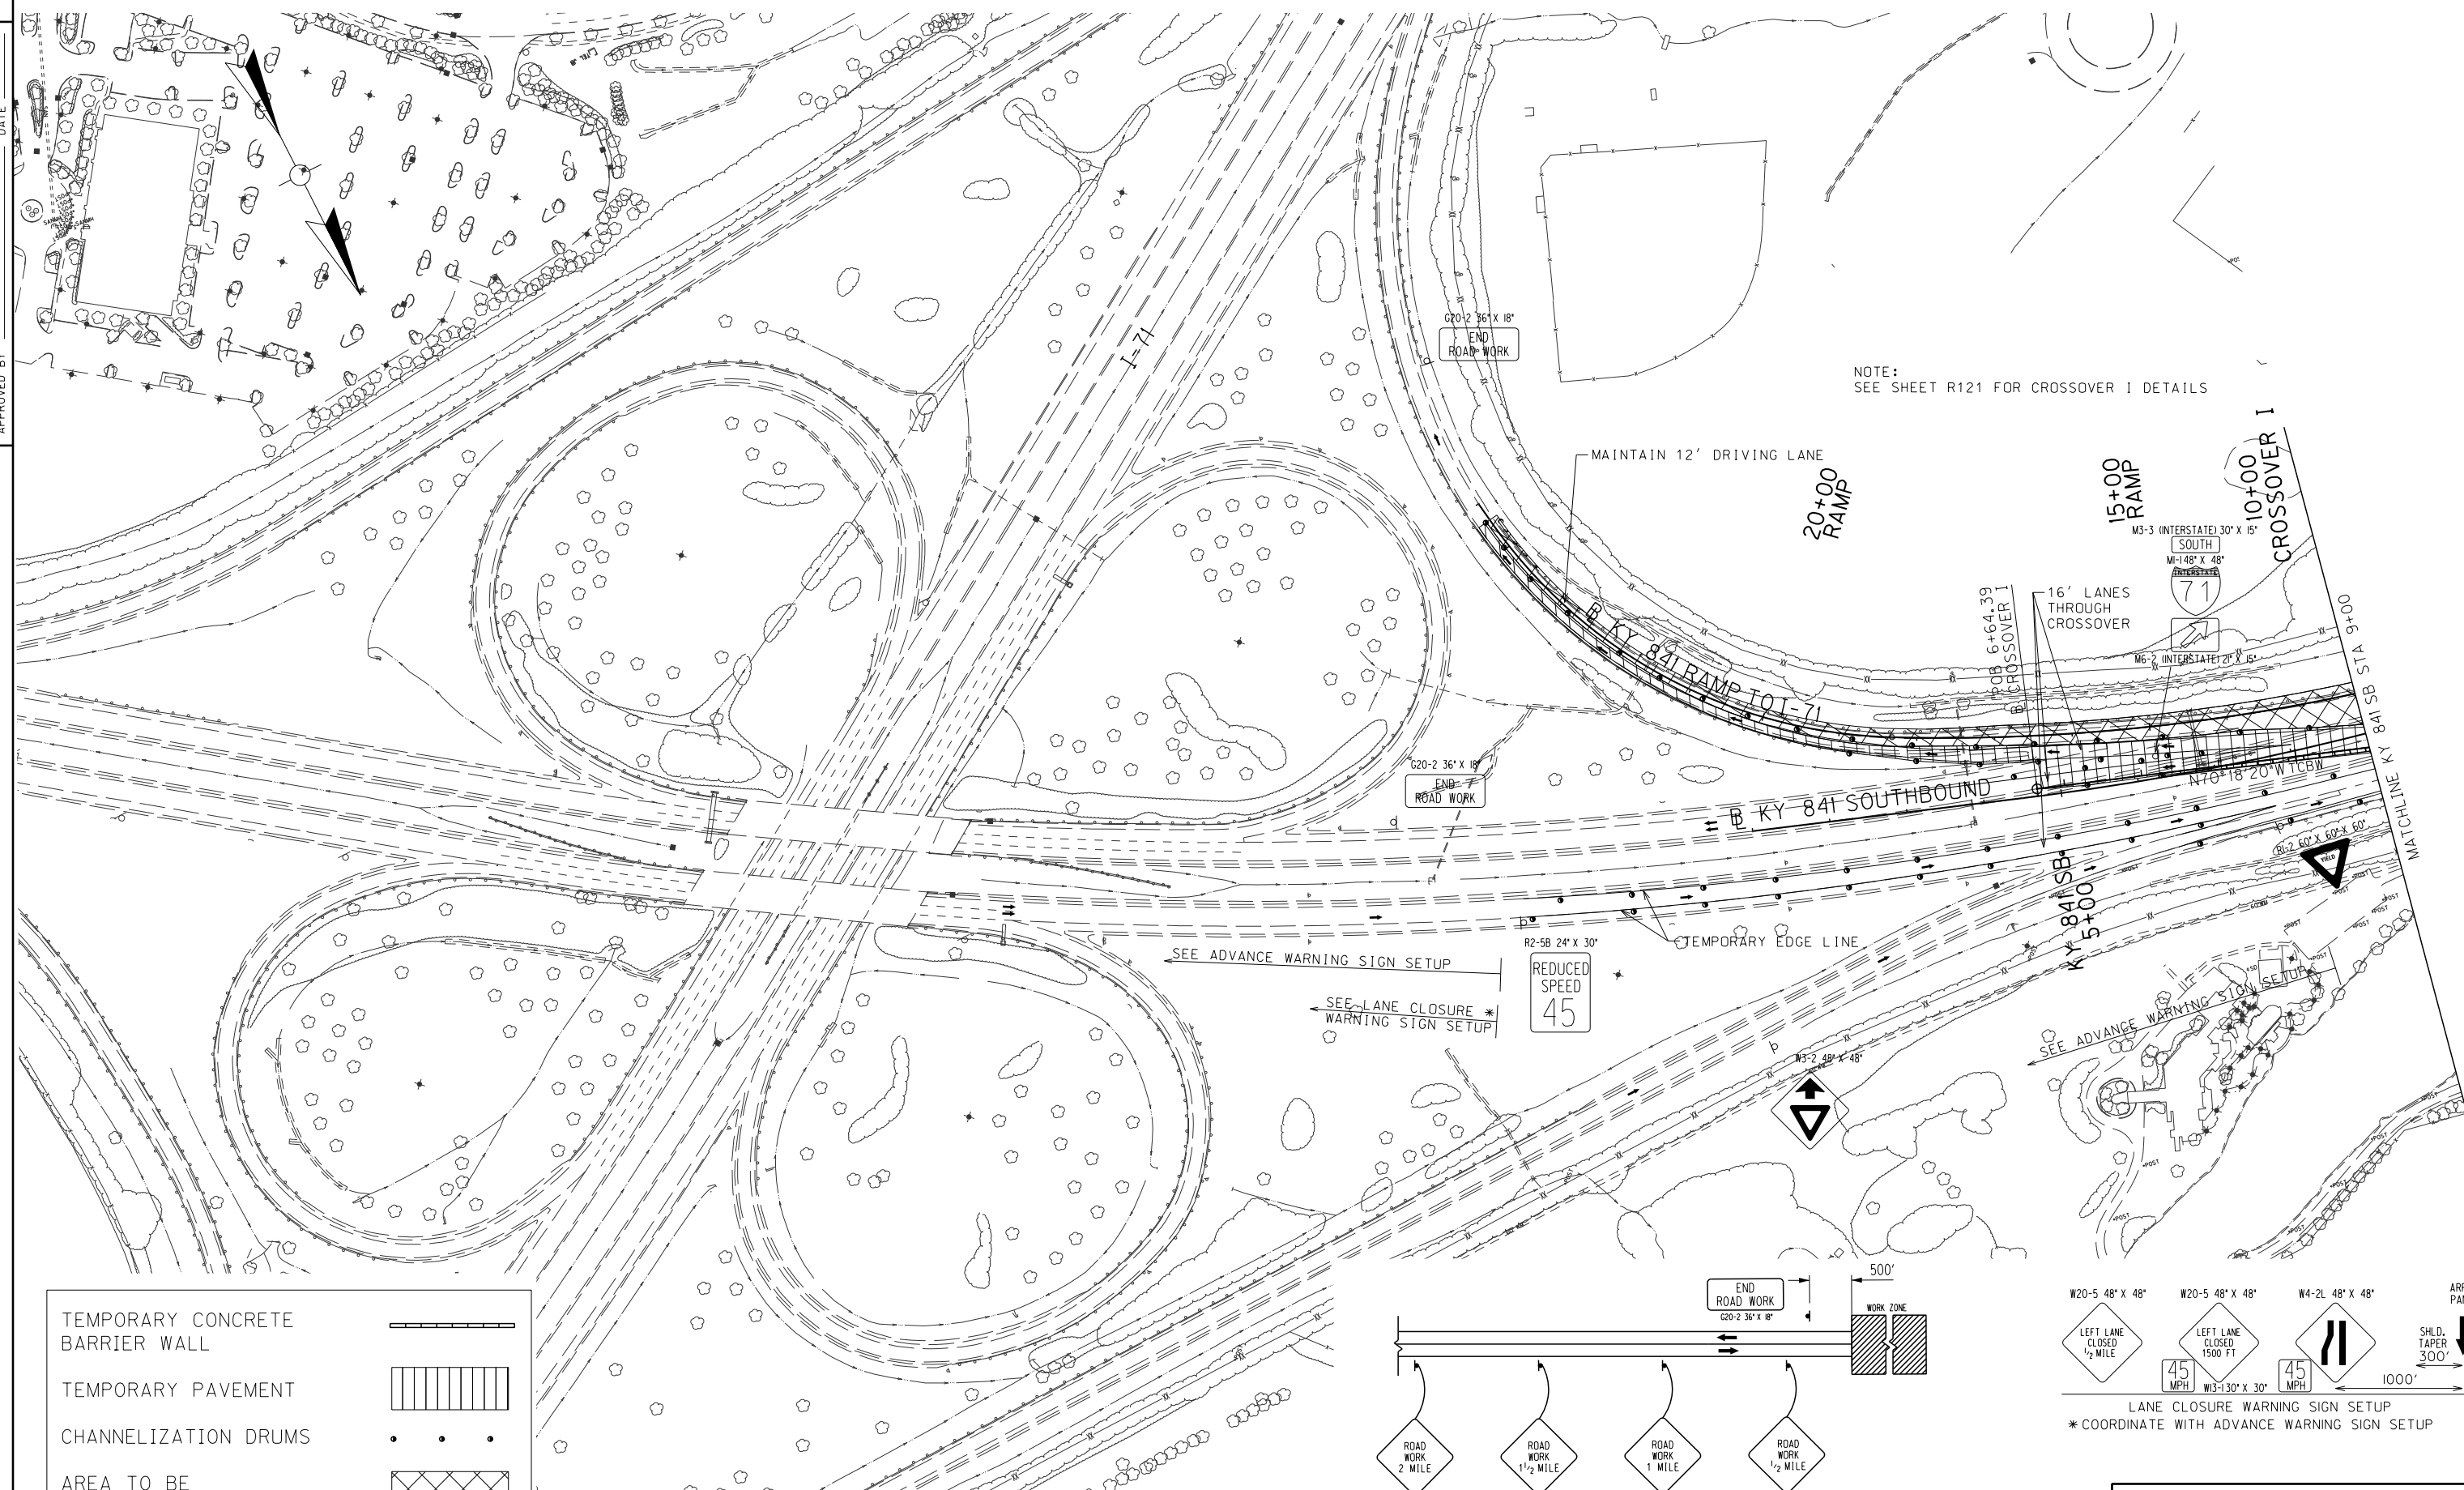 DATE
APPROVED BY
I-71
G20-2 36" X 18"
END
ROAD WORK
NOTE:
SEE SHEET R121 FOR CROSSOVER I DETAILS
MAINTAIN 12' DRIVING LANE
20+00
RAMP
15+00
RAMP
10+00
CROSSOVER I
M3-3 (INTERSTATE) 30" X 15"
SOUTH
M1-1 48" X 48"
INTERSTATE
71
M6-2 (INTERSTATE) 21" X 15"
16' LANES
THROUGH
CROSSOVER
POB 6+64.39
CROSSOVER I
KY 841 RAMP TO I-71
MATCHLINE KY 841 SB STA 9+00
N70°18'20"W TCBW
KY 841 SOUTHBOUND
G20-2 36" X 18"
END
ROAD WORK
R1-2 60" X 60" X 60"
YIELD
KY 841 SB
5+00
TEMPORARY EDGE LINE
SEE ADVANCE WARNING SIGN SETUP
SEE LANE CLOSURE *
WARNING SIGN SETUP
R2-5B 24" X 30"
REDUCED
SPEED
45
SEE ADVANCE WARNING SIGN SETUP
W3-2 48" X 48"
TEMPORARY CONCRETE
BARRIER WALL
TEMPORARY PAVEMENT
CHANNELIZATION DRUMS
AREA TO BE
500'
END
ROAD WORK
G20-2 36" X 18"
WORK ZONE
ROAD
WORK
2 MILE
ROAD
WORK
1 1/2 MILE
ROAD
WORK
1 MILE
ROAD
WORK
1/2 MILE
W20-5 48" X 48"
W20-5 48" X 48"
W4-2L 48" X 48"
LEFT LANE
CLOSED
1/2 MILE
LEFT LANE
CLOSED
1500 FT
45
MPH
W13-1 30" X 30"
45
MPH
SHLD.
TAPER
300'
1000'
LANE CLOSURE WARNING SIGN SETUP
* COORDINATE WITH ADVANCE WARNING SIGN SETUP